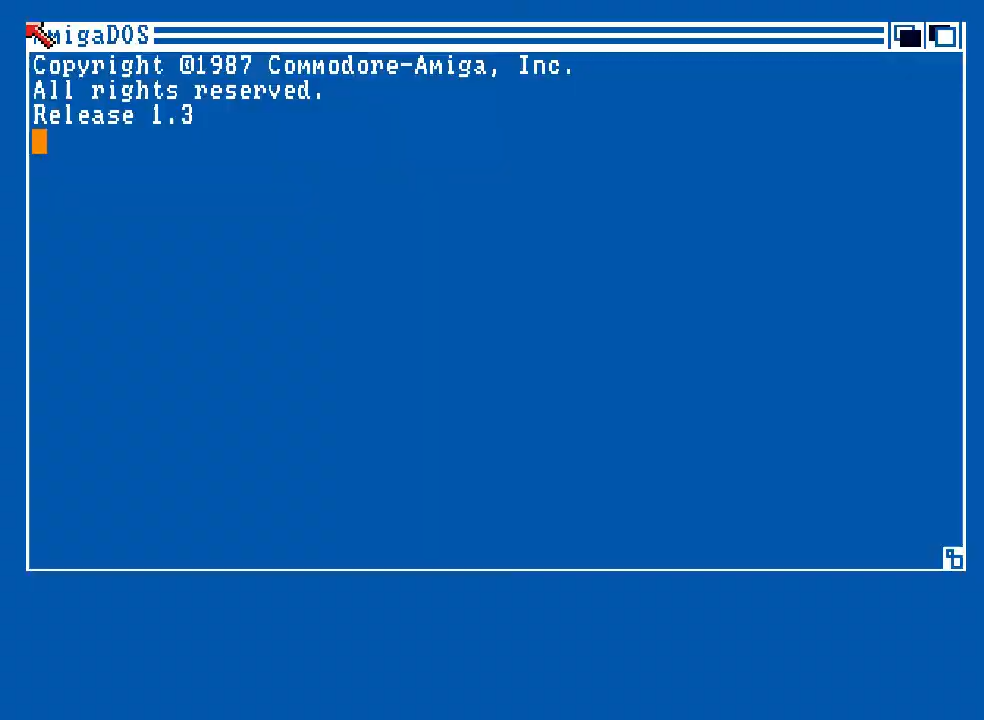 AmigaDOS
Copyright ©1987 Commodore-Amiga, Inc.
All rights reserved.
Release 1.3